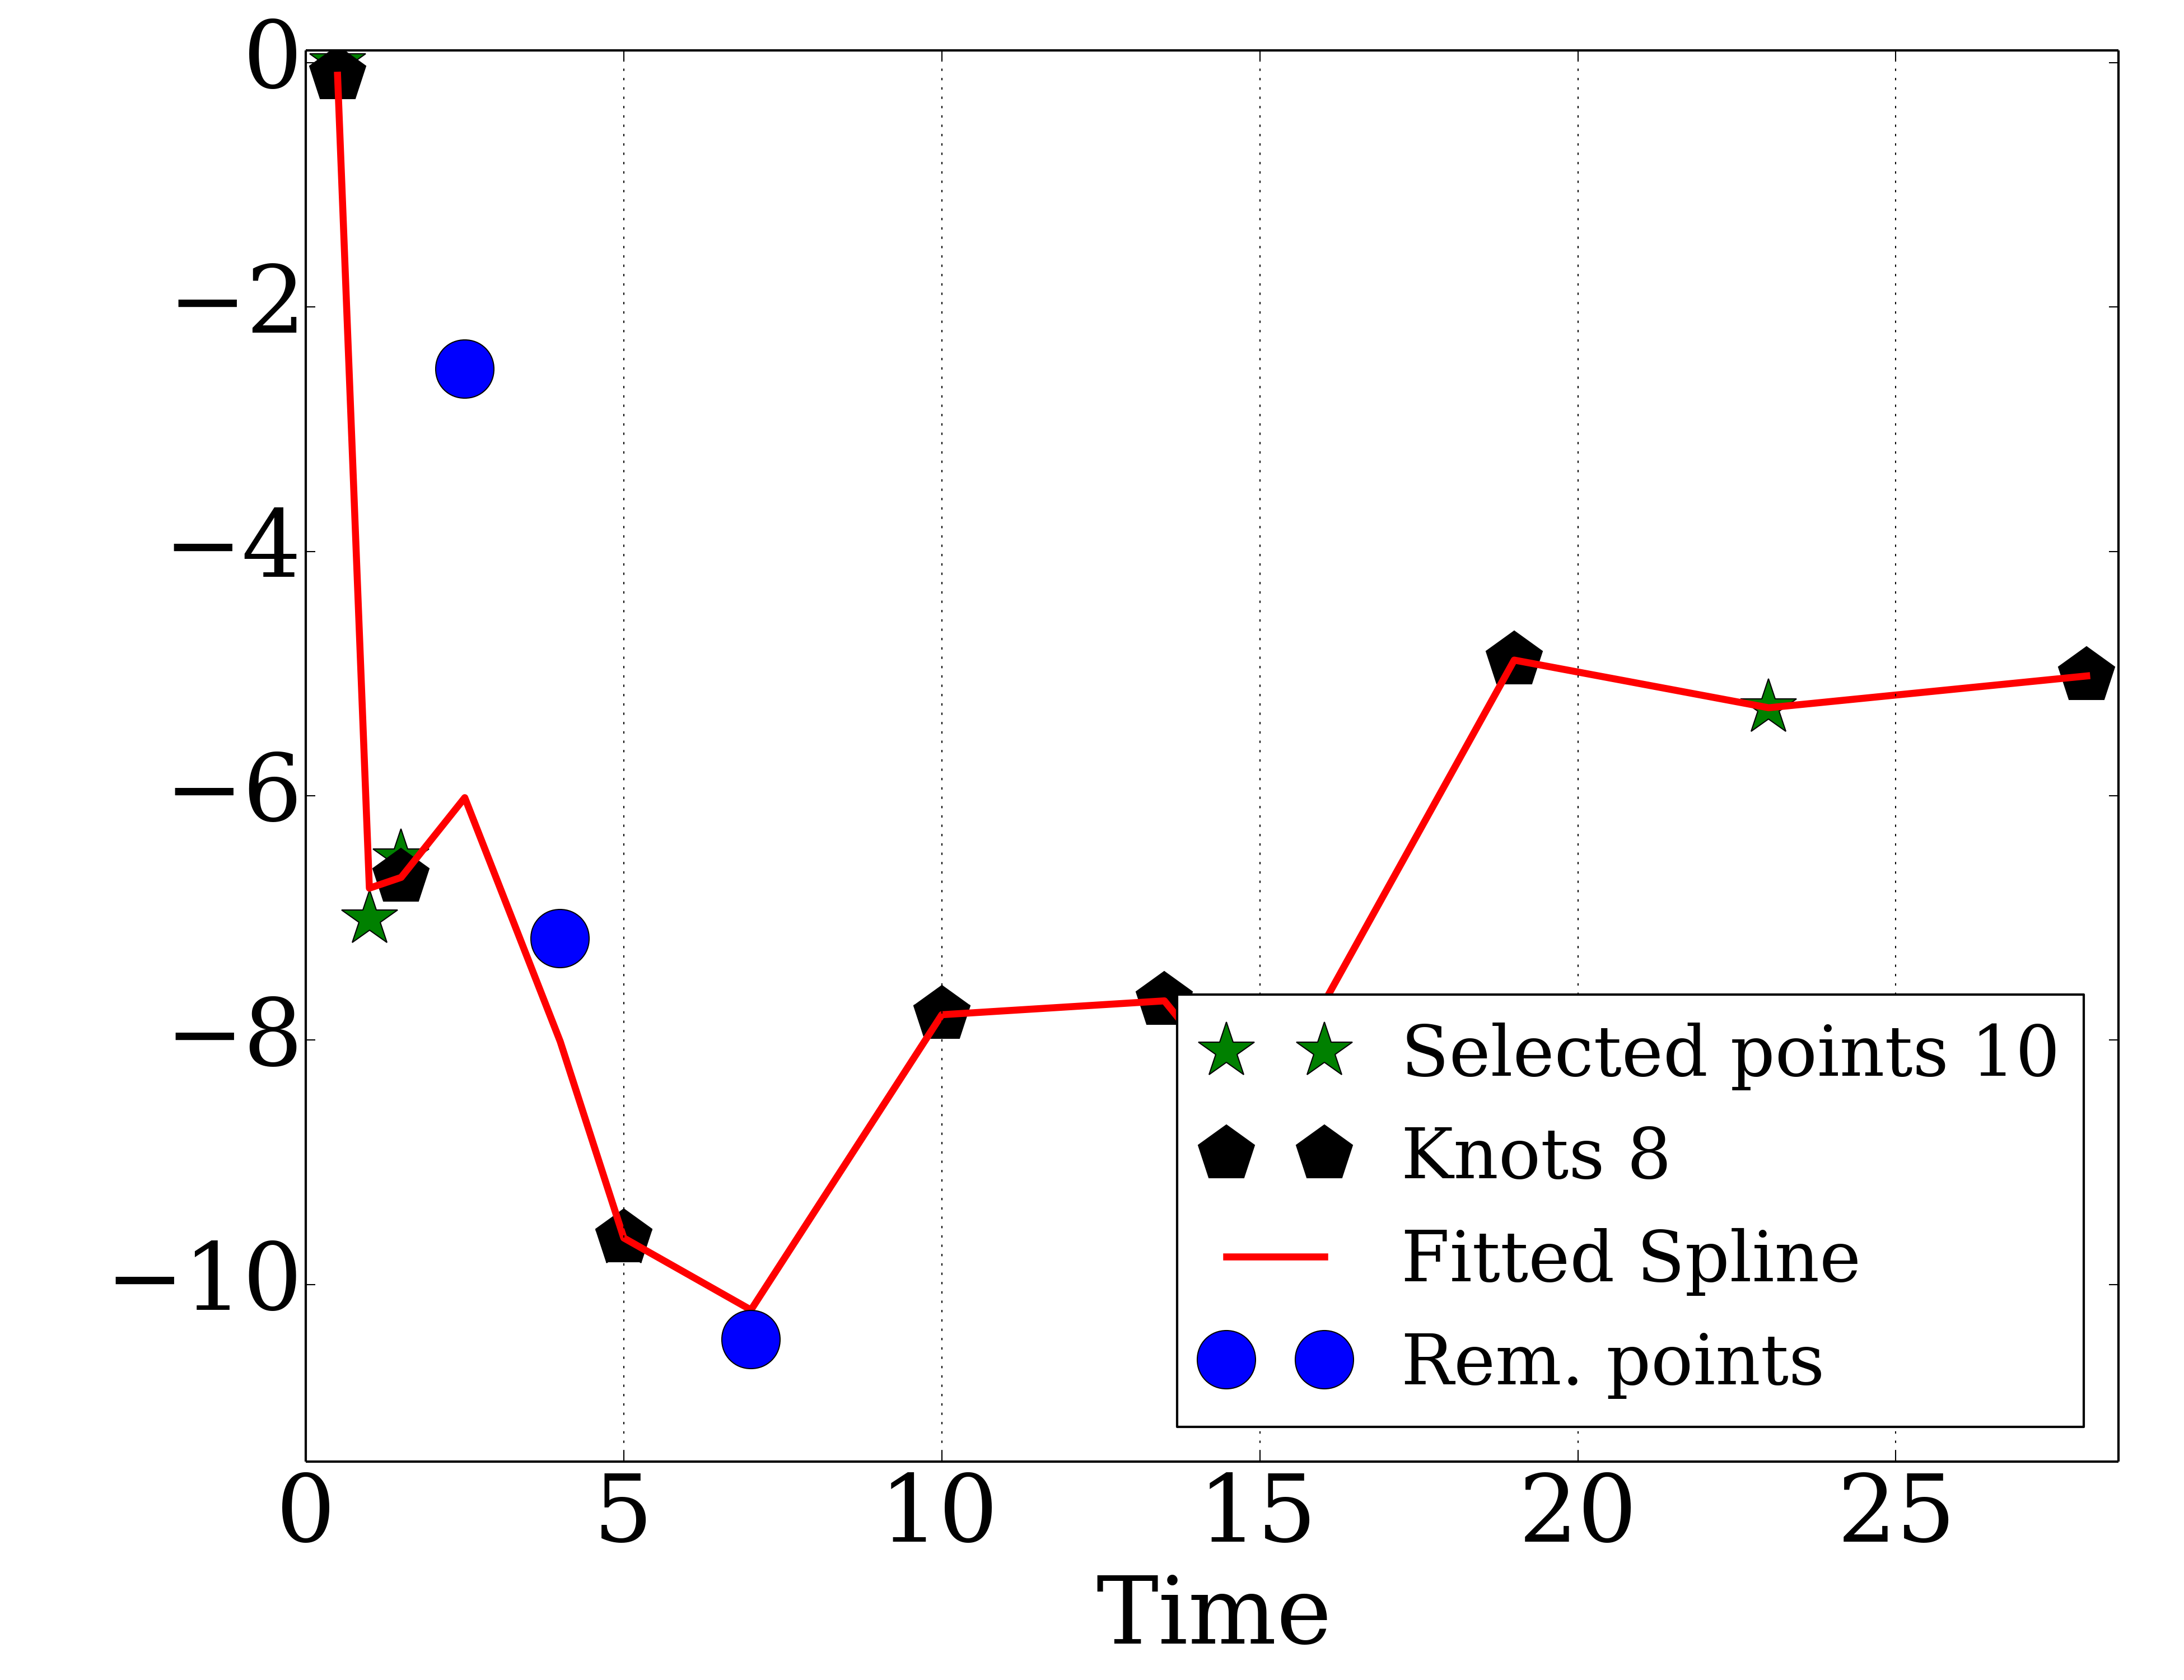 0
−2
−4
−6
−8
−10
0 5 10 15 20 25
Time
Selected points 10
Knots 8
Fitted Spline
Rem. points